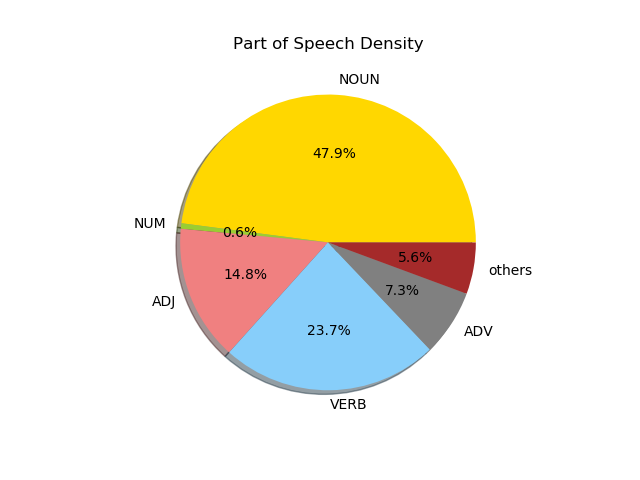 Part of Speech Density
NOUN
47.9%
NUM
0.6%
ADJ
14.8%
VERB
23.7%
ADV
7.3%
others
5.6%